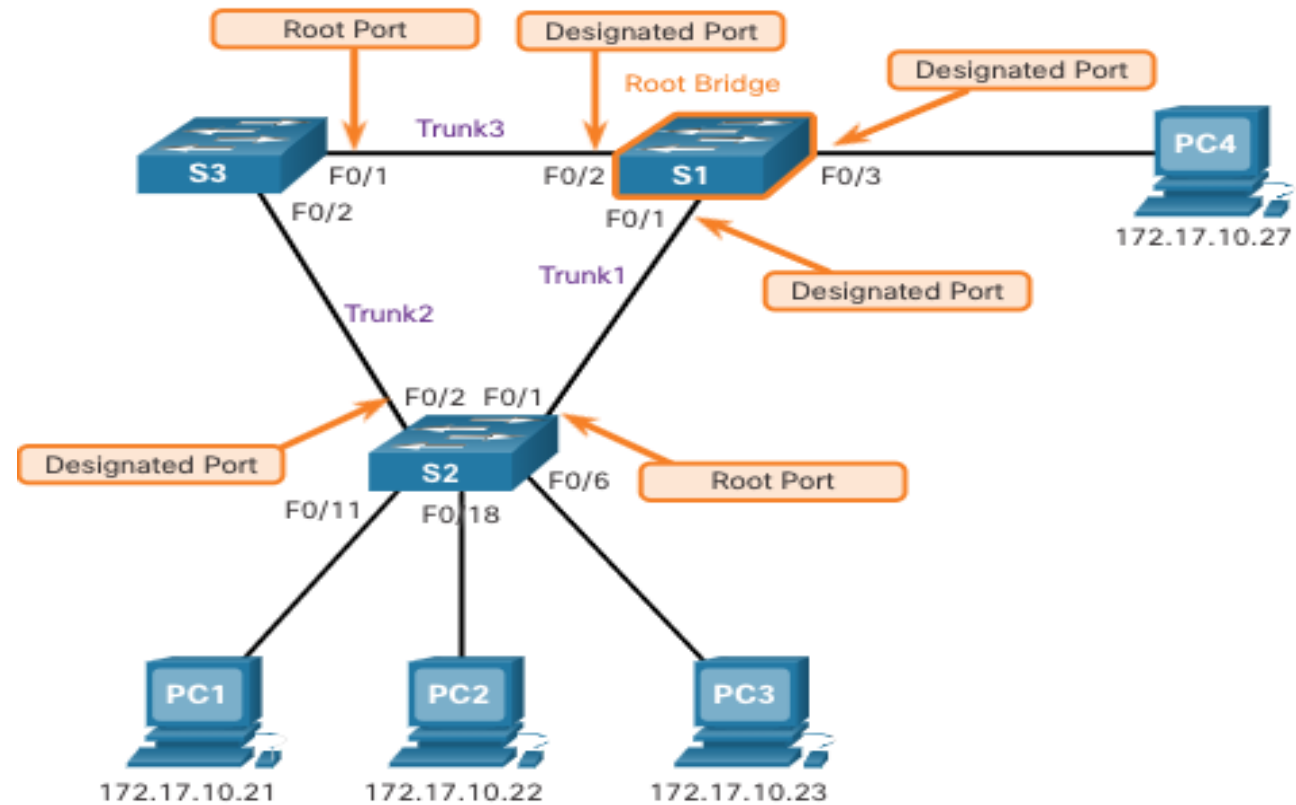 Root Port
Designated Port
Root Bridge
Designated Port
Trunk3
PC4
S3
F0/1
F0/2
S1
F0/3
F0/2
F0/1
172.17.10.27
Trunk1
Designated Port
Trunk2
F0/2 F0/1
Designated Port
S2
F0/6
Root Port
F0/11
F0/18
PC1
PC2
PC3
172.17.10.21
172.17.10.22
172.17.10.23